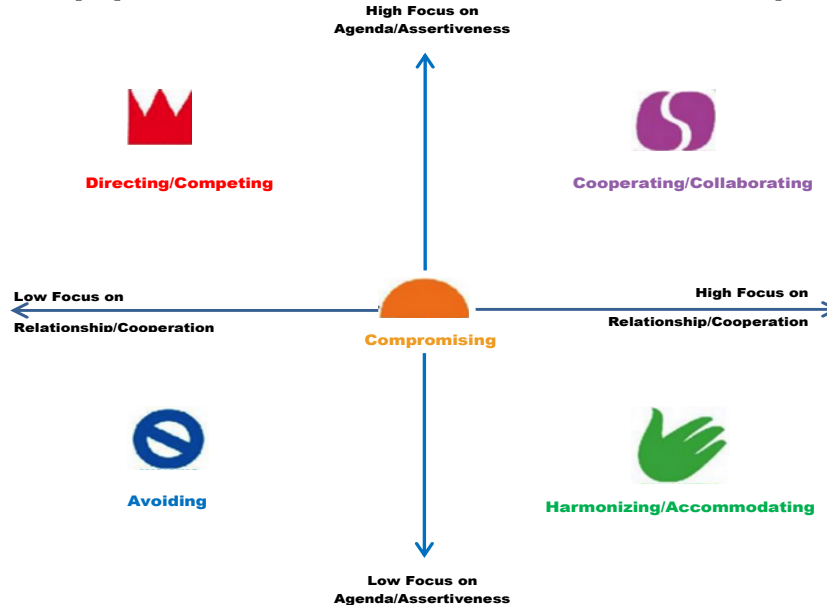 High Focus on
Agenda/Assertiveness
Directing/Competing
Cooperating/Collaborating
Low Focus on
Relationship/Cooperation
High Focus on
Relationship/Cooperation
Compromising
Avoiding
Harmonizing/Accommodating
Low Focus on
Agenda/Assertiveness